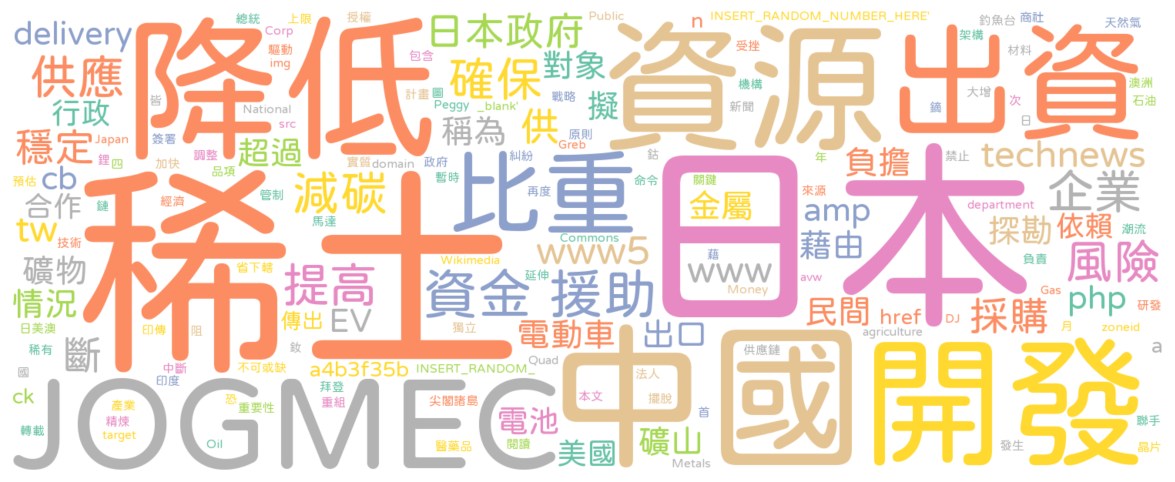 降低
資源
出資
稀土
比重
日本
JOGMEC
中國
開發
delivery
總統
Corp
上限
授權
日本政府
Public
n
INSERT_RANDOM_NUMBER_HERE'
釣魚台
商社
天然氣
供應
驅動
img
包含
確保
對象
受挫
機構
架構
材料
澳洲
石油
行政
皆
National
計畫
圖
Peggy
_blank'
戰略
擬
新聞
鏑
大增
次
日
穩定
Japan
簽署
src
稱為
供
原則
Greb
鋰
四
調整
超過
加快
實質
domain
政府
糾紛
鈷
年
負擔
禁止
technews
預估
cb
品項
管制
減碳
暫時
再度
命令
關鍵
金屬
來源
department
企業
合作
鏈
經濟
馬達
amp
探勘
依賴
潮流
tw
技術
Commons
www5
藉
藉由
負責
風險
礦物
省下轄
Wikimedia
延伸
www
Money
avw
情況
提高
資金
援助
民間
href
Gas
採購
php
研發
日美澳
印傳
阻
傳出
EV
獨立
電動車
出口
DJ
agriculture
月
zoneid
稀有
國
斷
中斷
印度
不可或缺
釹
a4b3f35b
INSERT_RANDOM_
Quad
供應鏈
a
ck
產業
恐
重要性
拜登
重組
尖閣諸島
法人
擺脫
本文
首
轉載
精煉
target
Oil
醫藥品
電池
閱讀
美國
礦山
Metals
發生
聯手
晶片